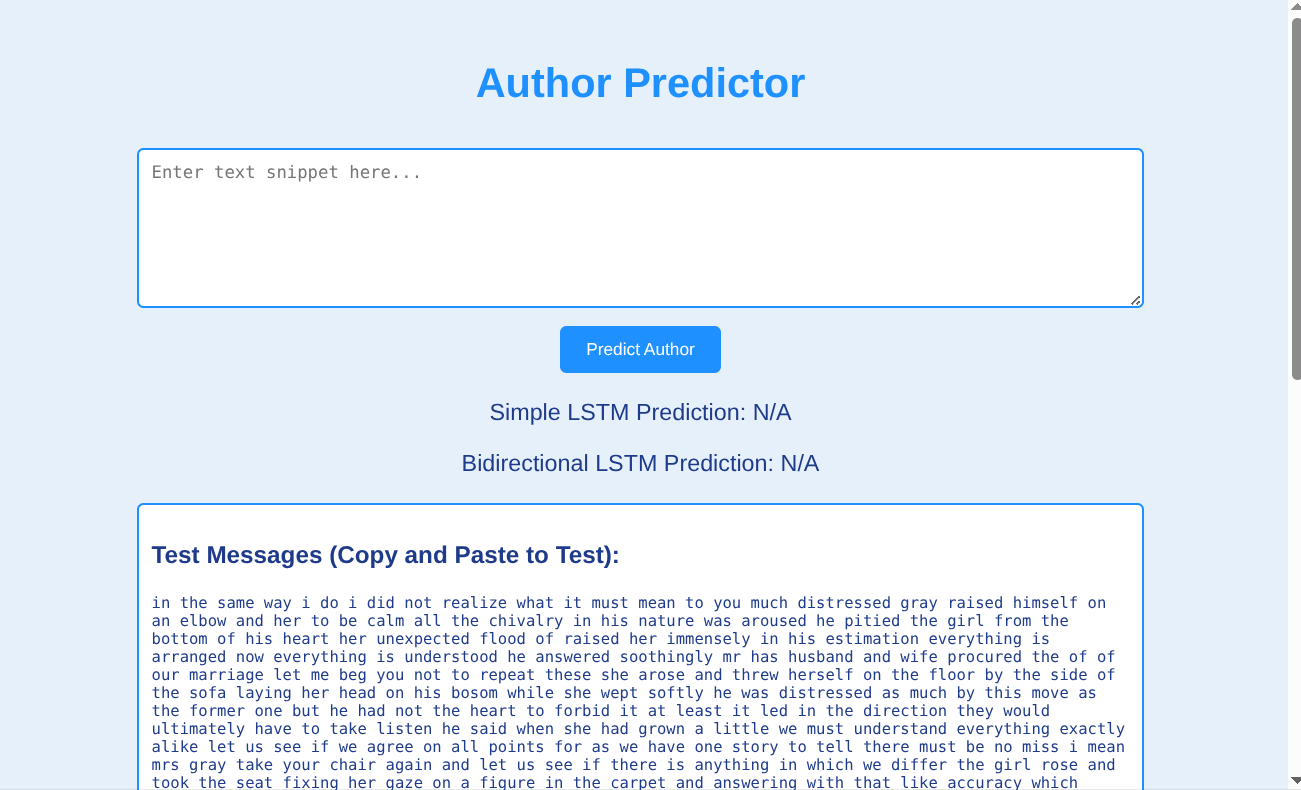 Author Predictor
Enter text snippet here...
Predict Author
Simple LSTM Prediction: N/A
Bidirectional LSTM Prediction: N/A
Test Messages (Copy and Paste to Test):
in the same way i do i did not realize what it must mean to you much distressed gray raised himself on
an elbow and her to be calm all the chivalry in his nature was aroused he pitied the girl from the
bottom of his heart her unexpected flood of raised her immensely in his estimation everything is
arranged now everything is understood he answered soothingly mr has husband and wife procured the of of
our marriage let me beg you not to repeat these she arose and threw herself on the floor by the side of
the sofa laying her head on his bosom while she wept softly he was distressed as much by this move as
the former one but he had not the heart to forbid it at least it led in the direction they would
ultimately have to take listen he said when she had grown a little we must understand everything exactly
alike let us see if we agree on all points for as we have one story to tell there must be no miss i mean
mrs gray take your chair again and let us see if there is anything in which we differ the girl rose and
took the seat fixing her gaze on a figure in the carpet and answering with that like accuracy which